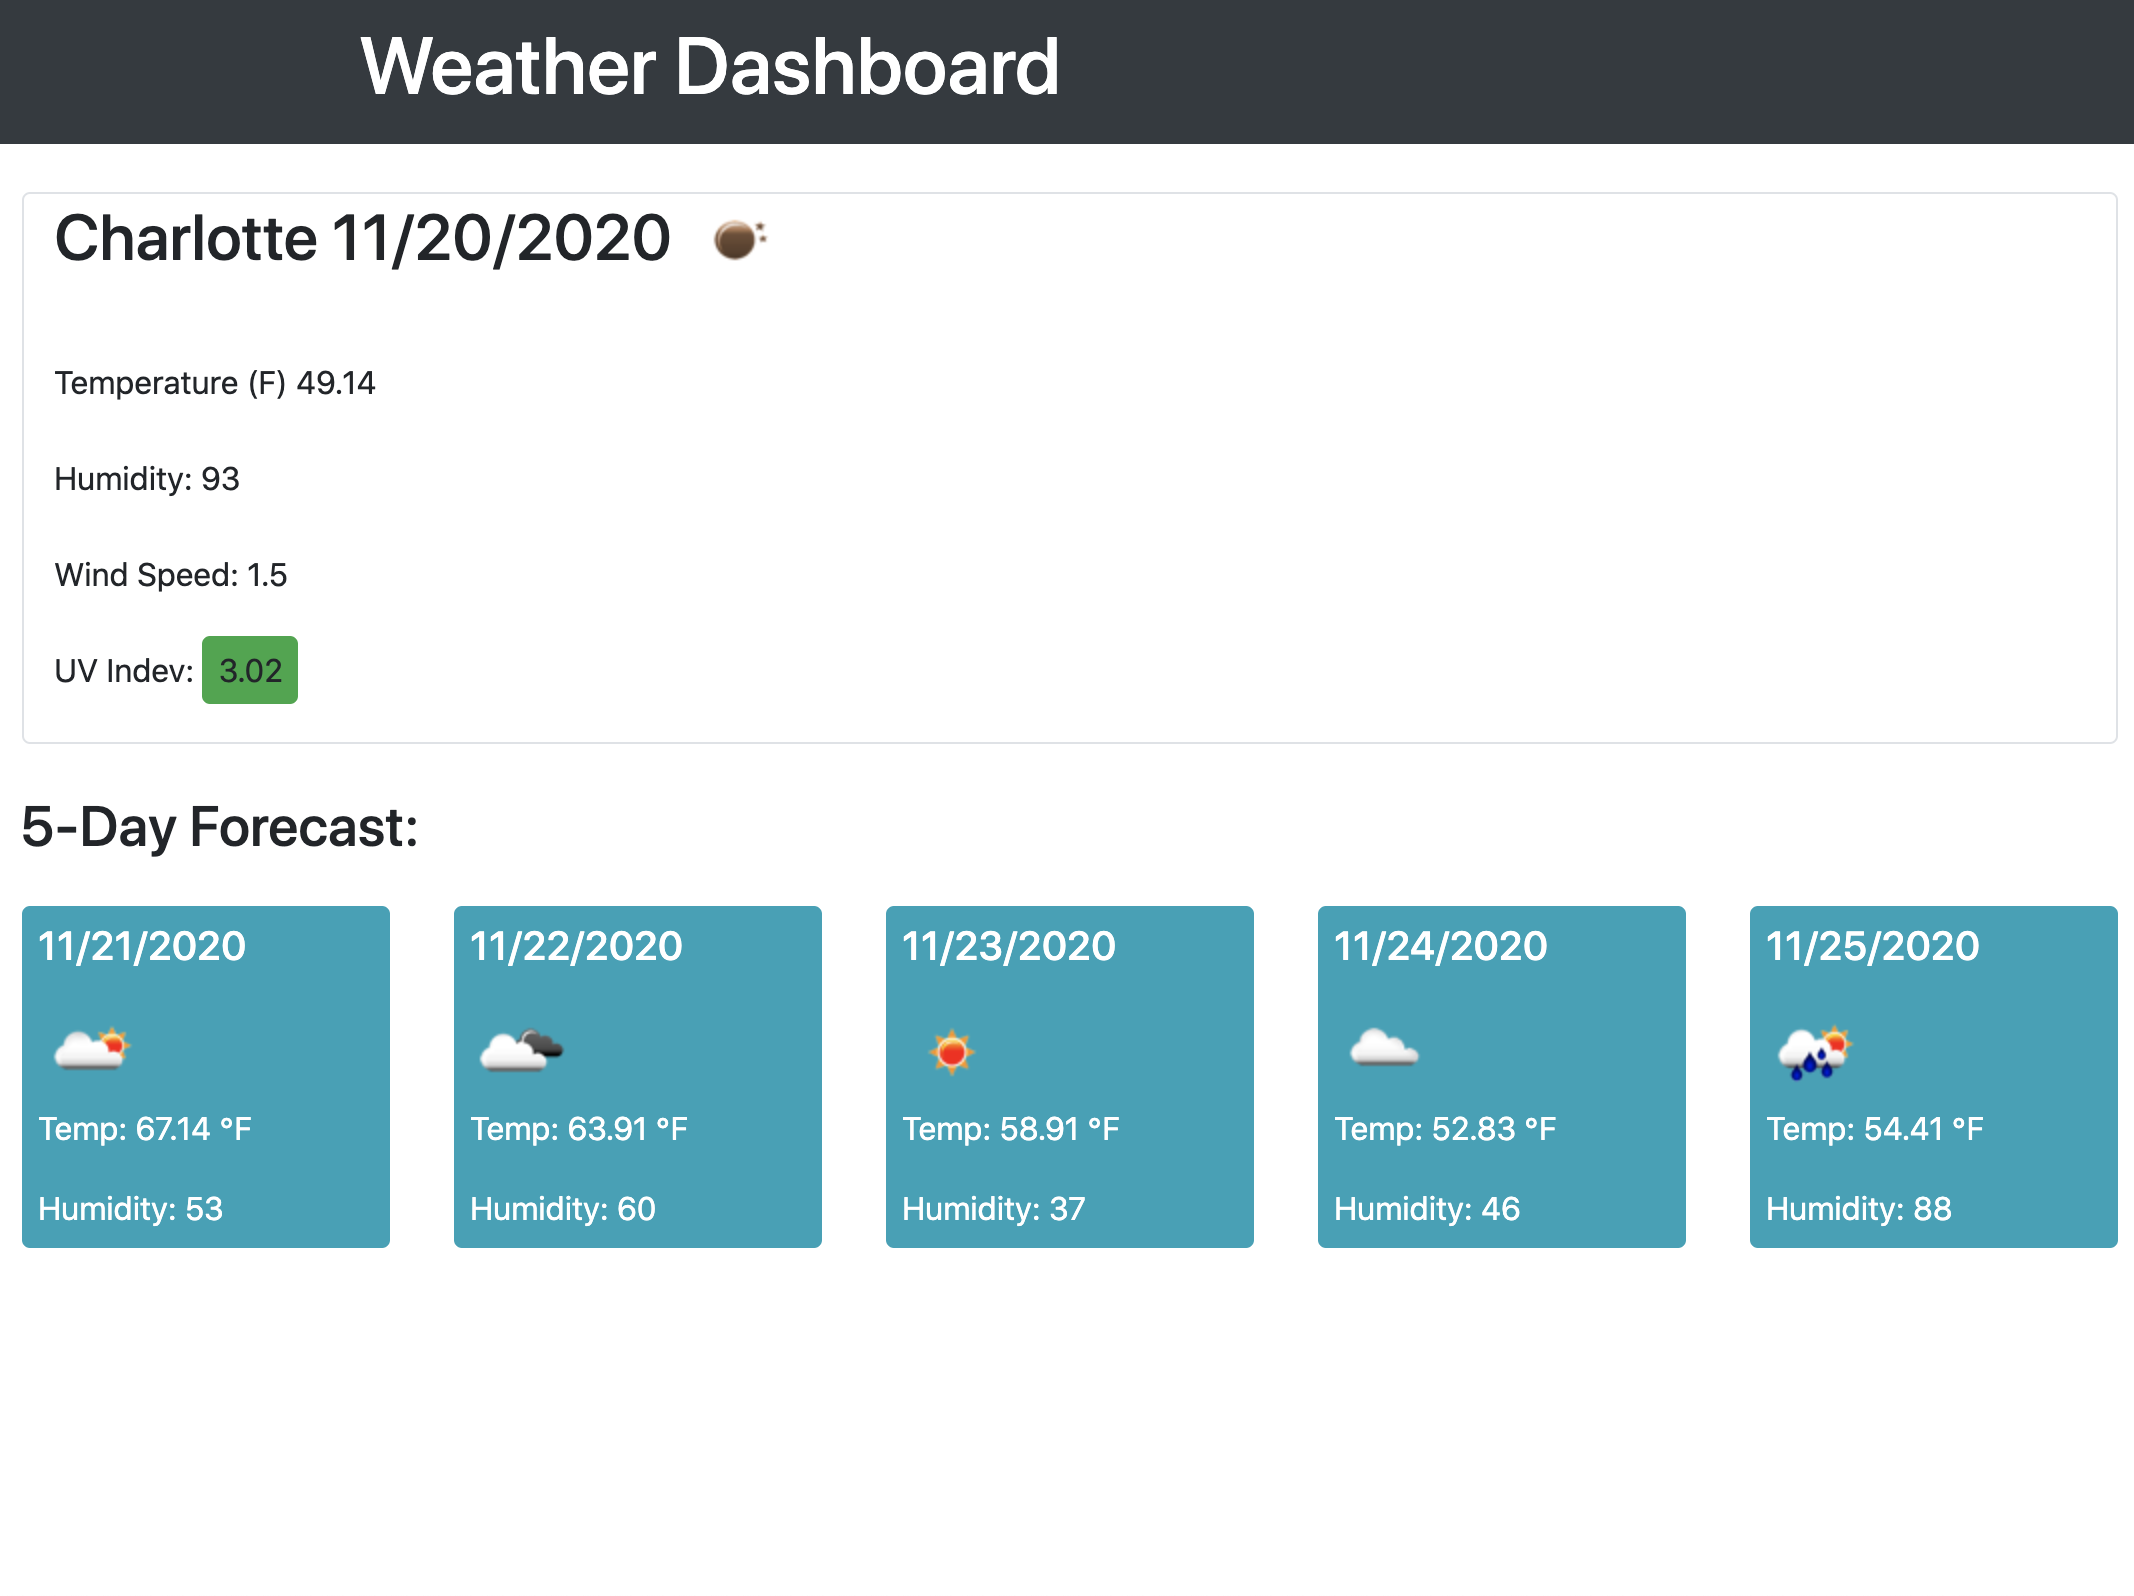 Weather Dashboard
Charlotte 11/20/2020
Temperature (F) 49.14
Humidity: 93
Wind Speed: 1.5
UV Indev: 3.02
5-Day Forecast:
11/21/2020
Temp: 67.14 °F
Humidity: 53
11/22/2020
Temp: 63.91 °F
Humidity: 60
11/23/2020
Temp: 58.91 °F
Humidity: 37
11/24/2020
Temp: 52.83 °F
Humidity: 46
11/25/2020
Temp: 54.41 °F
Humidity: 88